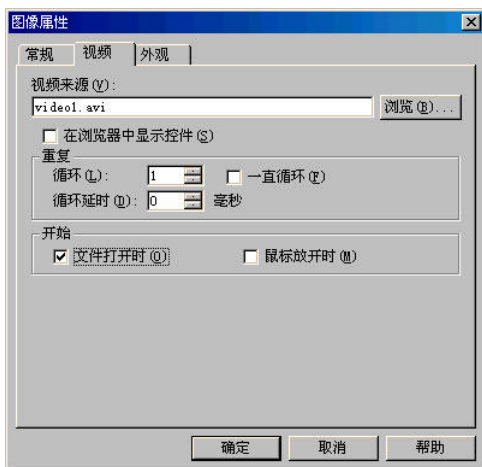 图像属性
常规 视频 外观
视频来源(V):
video1.avi 浏览(B)...
在浏览器中显示控件(S)
重复
循环(L): 1 一直循环(F)
循环延时(D): 0 毫秒
开始
文件打开时(O) 鼠标放开时(M)
确定 取消 帮助